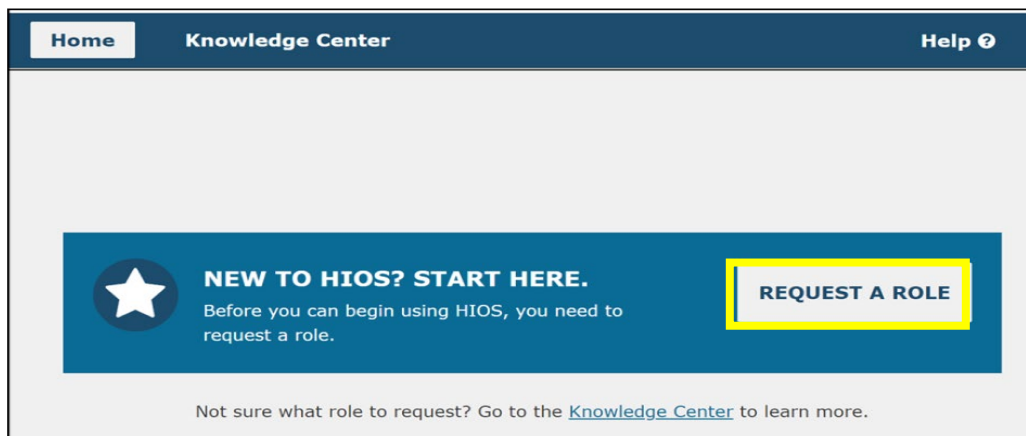 Home Knowledge Center Help
NEW TO HIOS? START HERE.
Before you can begin using HIOS, you need to
request a role.
REQUEST A ROLE
Not sure what role to request? Go to the Knowledge Center to learn more.